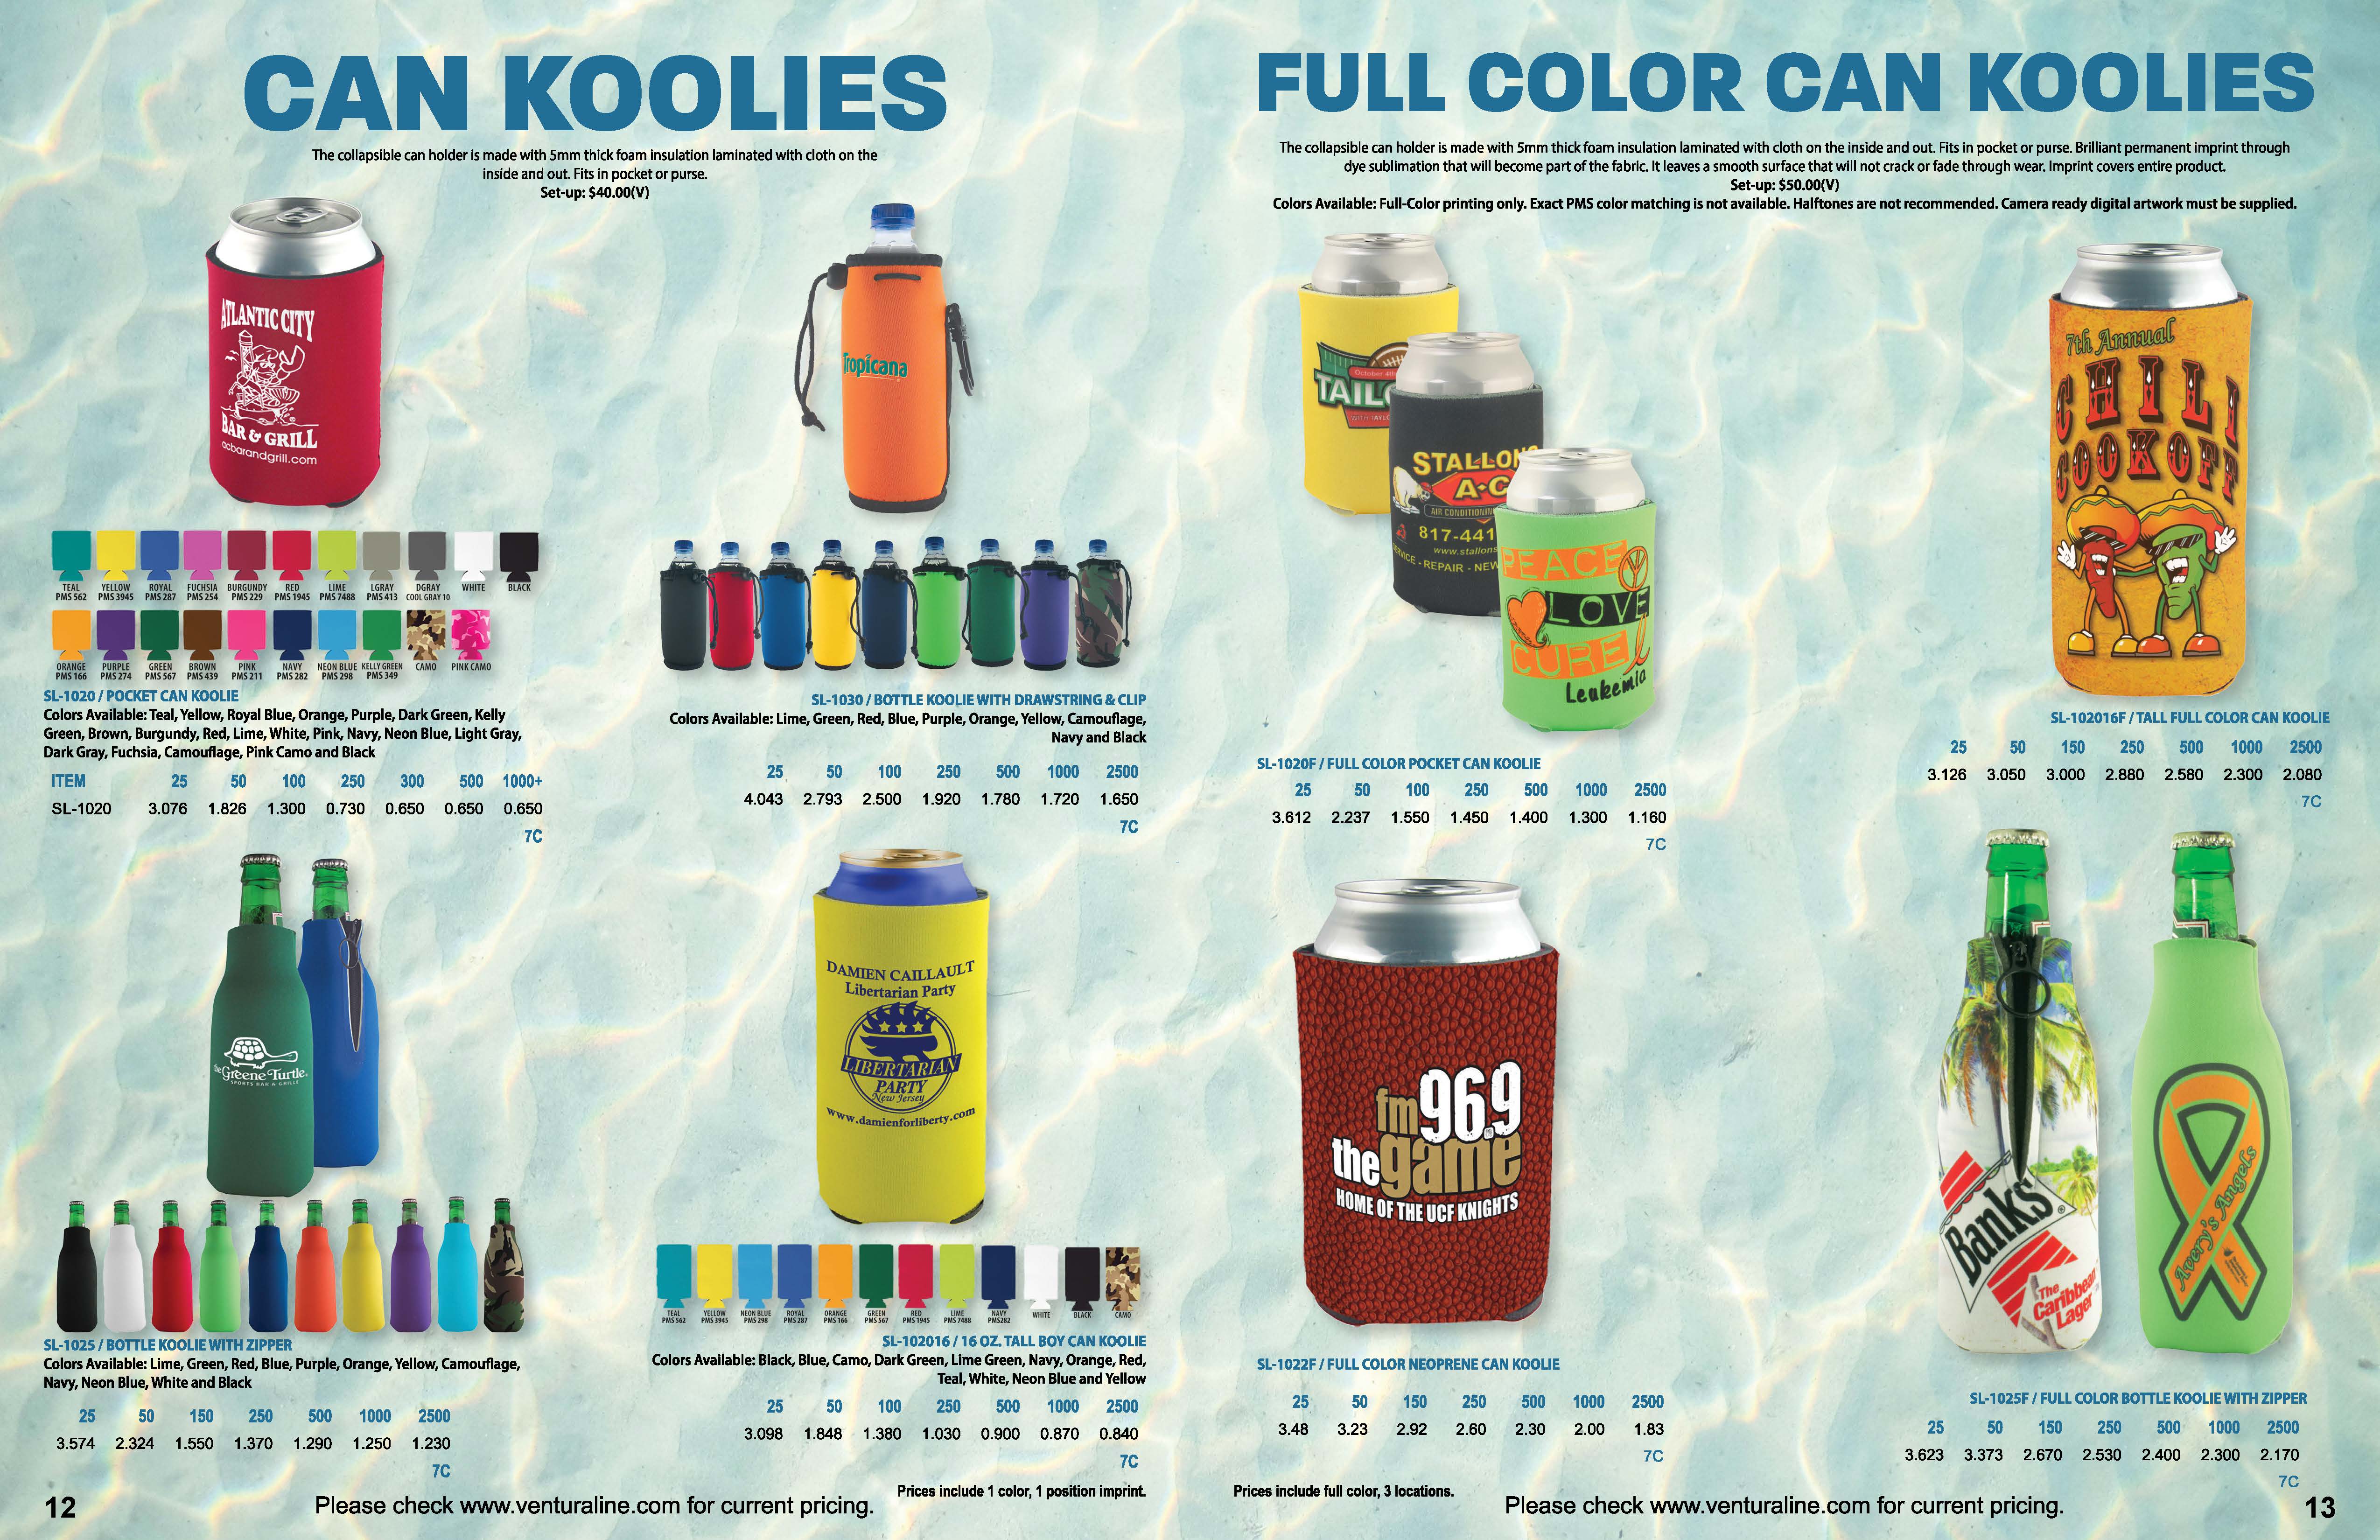 CAN KOOLIES
The collapsible can holder is made with 5mm thick foam insulation laminated with cloth on the
inside and out. Fits in pocket or purse.
Set-up: $40.00(V)
ATLANTIC CITY
BAR & GRILL
acbarandgrill.com
TEAL YELLOW ROYAL FUCHSIA BURGUNDY RED LIME LGRAY DGRAY WHITE BLACK
PMS 562 PMS 3945 PMS 287 PMS 254 PMS 229 PMS 1945 PMS 7488 PMS 413 COOL GRAY 10
ORANGE PURPLE GREEN BROWN PINK NAVY NEON BLUE KELLY GREEN CAMO PINK CAMO
PMS 166 PMS 274 PMS 567 PMS 439 PMS 211 PMS 282 PMS 298 PMS 349
SL-1020 / POCKET CAN KOOLIE
Colors Available: Teal, Yellow, Royal Blue, Orange, Purple, Dark Green, Kelly
Green, Brown, Burgundy, Red, Lime, White, Pink, Navy, Neon Blue, Light Gray,
Dark Gray, Fuchsia, Camouflage, Pink Camo and Black
ITEM 25 50 100 250 300 500 1000+
SL-1020 3.076 1.826 1.300 0.730 0.650 0.650 0.650
7C
Tropicana
SL-1030 / BOTTLE KOOLIE WITH DRAWSTRING & CLIP
Colors Available: Lime, Green, Red, Blue, Purple, Orange, Yellow, Camouflage,
Navy and Black
25 50 100 250 500 1000 2500
4.043 2.793 2.500 1.920 1.780 1.720 1.650
7C
the Greene Turtle
SPORTS BAR & GRILLE
SL-1025 / BOTTLE KOOLIE WITH ZIPPER
Colors Available: Lime, Green, Red, Blue, Purple, Orange, Yellow, Camouflage,
Navy, Neon Blue, White and Black
25 50 150 250 500 1000 2500
3.574 2.324 1.550 1.370 1.290 1.250 1.230
7C
DAMIEN CAILLAULT
Libertarian Party
LIBERTARIAN
PARTY
New Jersey
www.damienforliberty.com
TEAL YELLOW NEON BLUE ROYAL ORANGE GREEN RED LIME NAVY WHITE BLACK CAMO
PMS 562 PMS 3945 PMS 298 PMS 287 PMS 166 PMS 567 PMS 1945 PMS 7488 PMS282
SL-102016 / 16 OZ. TALL BOY CAN KOOLIE
Colors Available: Black, Blue, Camo, Dark Green, Lime Green, Navy, Orange, Red,
Teal, White, Neon Blue and Yellow
25 50 100 250 500 1000 2500
3.098 1.848 1.380 1.030 0.900 0.870 0.840
7C
Prices include 1 color, 1 position imprint.
12 Please check www.venturaline.com for current pricing.
FULL COLOR CAN KOOLIES
The collapsible can holder is made with 5mm thick foam insulation laminated with cloth on the inside and out. Fits in pocket or purse. Brilliant permanent imprint through
dye sublimation that will become part of the fabric. It leaves a smooth surface that will not crack or fade through wear. Imprint covers entire product.
Set-up: $50.00(V)
Colors Available: Full-Color printing only. Exact PMS color matching is not available. Halftones are not recommended. Camera ready digital artwork must be supplied.
October 4th
TAILG
WITH TAYLO
STALLON
A•C
AIR CONDITIONIN
817-441
www.stallons
SERVICE - REPAIR - NEW
PEACE
LOVE
CURE
Leukemia
SL-1020F / FULL COLOR POCKET CAN KOOLIE
25 50 100 250 500 1000 2500
3.612 2.237 1.550 1.450 1.400 1.300 1.160
7C
7th Annual
CHILI
COOKOFF
SL-102016F / TALL FULL COLOR CAN KOOLIE
25 50 150 250 500 1000 2500
3.126 3.050 3.000 2.880 2.580 2.300 2.080
7C
fm 96.9
the game
HOME OF THE UCF KNIGHTS
SL-1022F / FULL COLOR NEOPRENE CAN KOOLIE
25 50 150 250 500 1000 2500
3.48 3.23 2.92 2.60 2.30 2.00 1.83
7C
Banks
The
Caribbean
Lager
Avery's Angels
SL-1025F / FULL COLOR BOTTLE KOOLIE WITH ZIPPER
25 50 150 250 500 1000 2500
3.623 3.373 2.670 2.530 2.400 2.300 2.170
7C
Prices include full color, 3 locations.
Please check www.venturaline.com for current pricing. 13